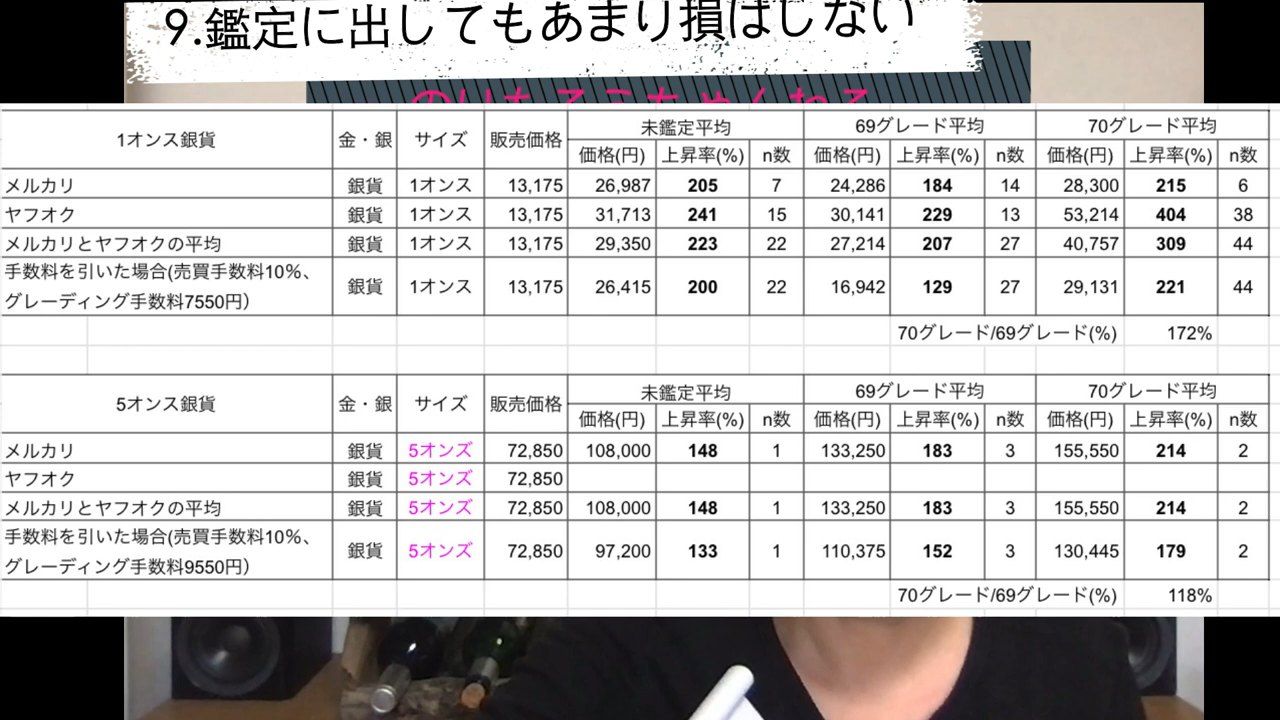 9.鑑定に出してもあまり損はしない
1オンス銀貨 金・銀 サイズ 販売価格 未鑑定平均 69グレード平均 70グレード平均
価格(円) 上昇率(%) n数 価格(円) 上昇率(%) n数 価格(円) 上昇率(%) n数
メルカリ 銀貨 1オンス 13,175 26,987 205 7 24,286 184 14 28,300 215 6
ヤフオク 銀貨 1オンス 13,175 31,713 241 15 30,141 229 13 53,214 404 38
メルカリとヤフオクの平均 銀貨 1オンス 13,175 29,350 223 22 27,214 207 27 40,757 309 44
手数料を引いた場合(売買手数料10%、
グレーディング手数料7550円） 銀貨 1オンス 13,175 26,415 200 22 16,942 129 27 29,131 221 44
70グレード/69グレード(%) 172%
5オンス銀貨 金・銀 サイズ 販売価格 未鑑定平均 69グレード平均 70グレード平均
価格(円) 上昇率(%) n数 価格(円) 上昇率(%) n数 価格(円) 上昇率(%) n数
メルカリ 銀貨 5オンズ 72,850 108,000 148 1 133,250 183 3 155,550 214 2
ヤフオク 銀貨 5オンズ 72,850
メルカリとヤフオクの平均 銀貨 5オンズ 72,850 108,000 148 1 133,250 183 3 155,550 214 2
手数料を引いた場合(売買手数料10%、
グレーディング手数料9550円） 銀貨 5オンズ 72,850 97,200 133 1 110,375 152 3 130,445 179 2
70グレード/69グレード(%) 118%